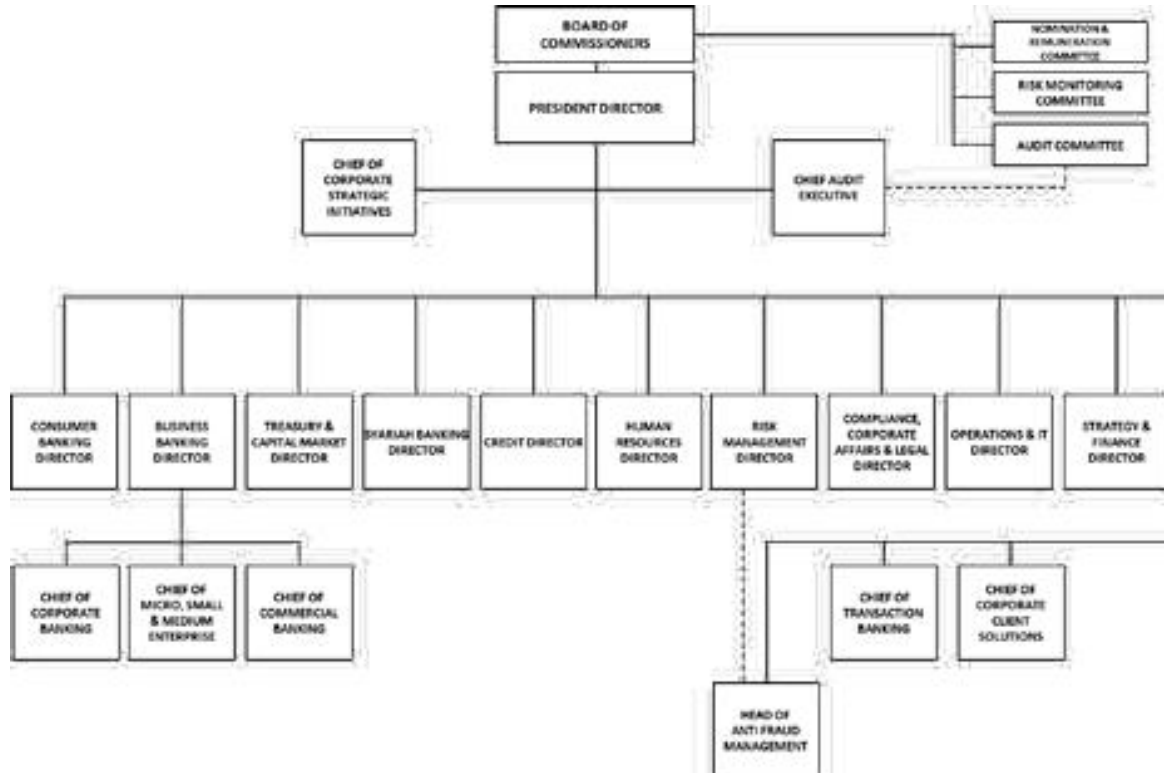 BOARD OF
COMMISSIONERS
NOMINATION &
REMUNERATION
COMMITTEE
RISK MONITORING
COMMITTEE
AUDIT COMMITTEE
PRESIDENT DIRECTOR
CHIEF OF
CORPORATE
STRATEGIC
INITIATIVES
CHIEF AUDIT
EXECUTIVE
CONSUMER
BANKING
DIRECTOR
BUSINESS
BANKING
DIRECTOR
TREASURY &
CAPITAL MARKET
DIRECTOR
SYARIAH BANKING
DIRECTOR
CREDIT DIRECTOR
HUMAN
RESOURCES
DIRECTOR
RISK
MANAGEMENT
DIRECTOR
COMPLIANCE,
CORPORATE
AFFAIRS & LEGAL
DIRECTOR
OPERATIONS & IT
DIRECTOR
STRATEGY &
FINANCE
DIRECTOR
CHIEF OF
CORPORATE
BANKING
CHIEF OF
MICRO, SMALL
& MEDIUM
ENTERPRISE
CHIEF OF
COMMERCIAL
BANKING
CHIEF OF
TRANSACTION
BANKING
CHIEF OF
CORPORATE
CLIENT
SOLUTIONS
HEAD OF
ANTI FRAUD
MANAGEMENT